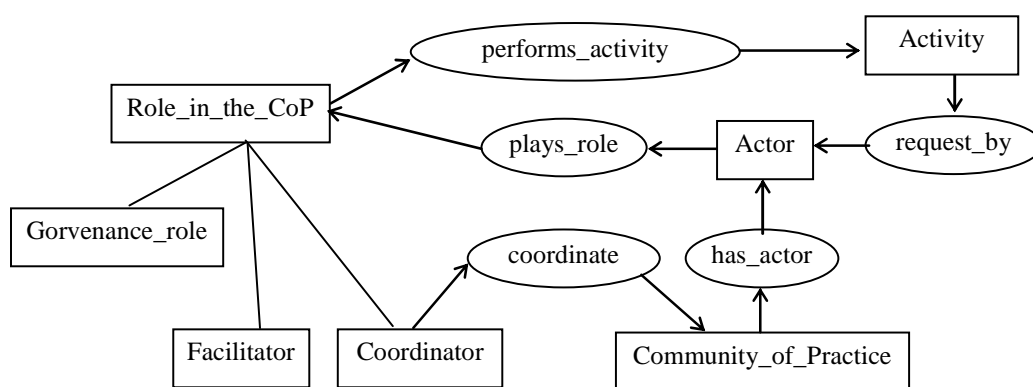 performs_activity
Activity
Role_in_the_CoP
plays_role
Actor
request_by
Gorvenance_role
coordinate
has_actor
Facilitator
Coordinator
Community_of_Practice